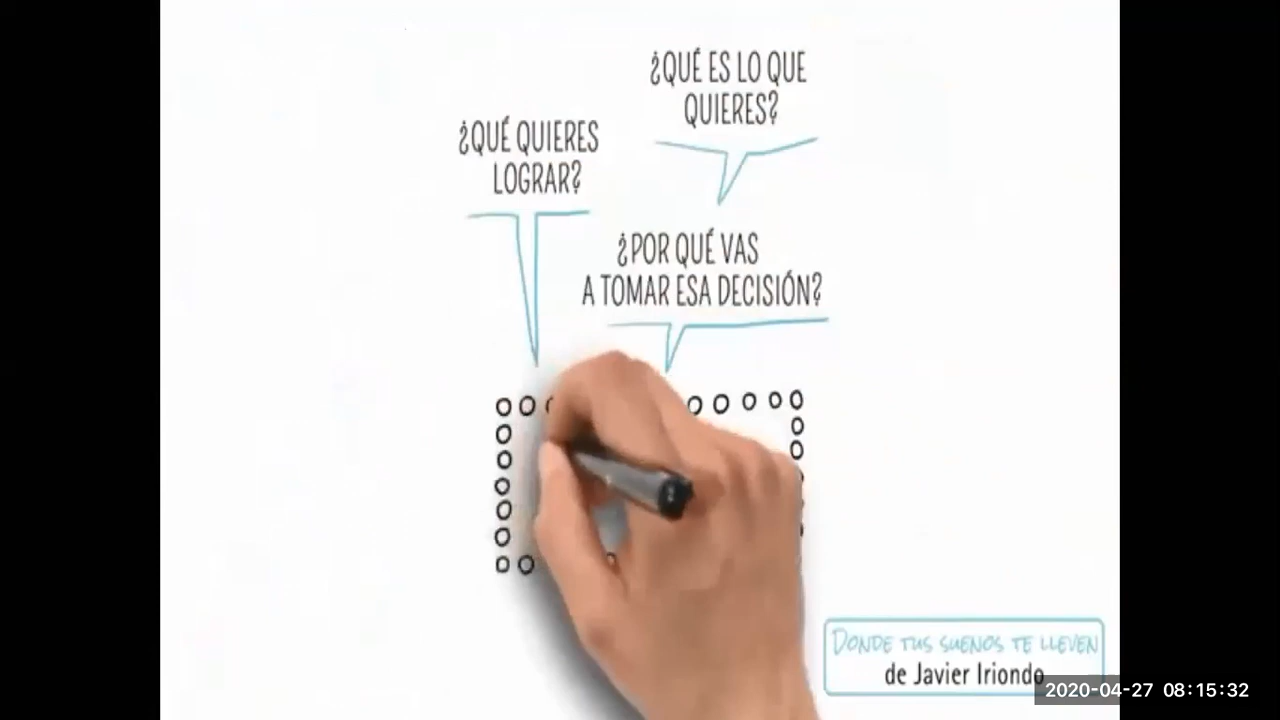 ¿QUÉ ES LO QUE
QUIERES?
¿QUÉ QUIERES
LOGRAR?
¿POR QUÉ VAS
A TOMAR ESA DECISIÓN?
DONDE TUS SUENOS TE LLEVEN
de Javier Iriondo
2020-04-27 08:15:32